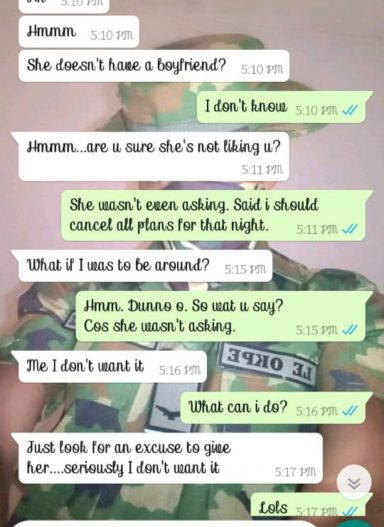 5:10 PM
Hmmm 5:10 PM
She doesn't have a boyfriend? 5:10 PM
I don't know 5:10 PM
Hmmm...are u sure she's not liking u?
5:11 PM
She wasn't even asking. Said i should
cancel all plans for that night. 5:11 PM
What if I was to be around? 5:15 PM
Hmm. Dunno o. So wat u say?
Cos she wasn't asking. 5:15 PM
JE OKPE
Me I don't want it 5:16 PM
What can i do? 5:16 PM
Just look for an excuse to give
her....seriously I don't want it 5:17 PM
Lols 5:17 PM